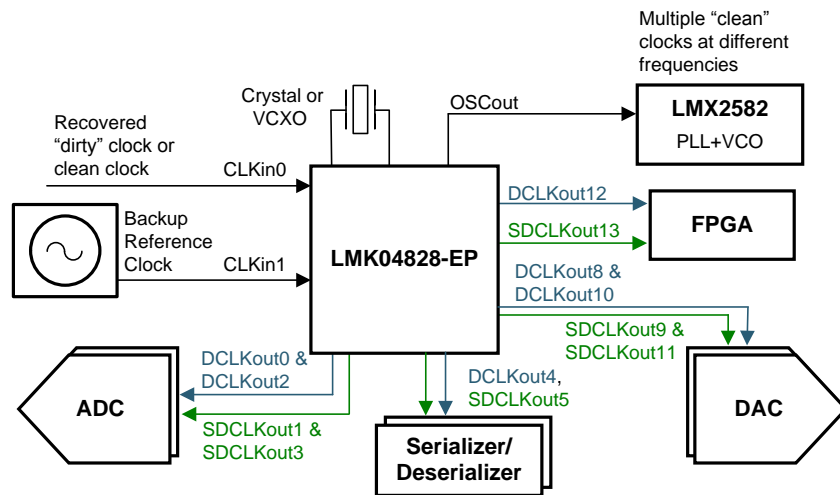 Multiple “clean”
clocks at different
frequencies
Crystal or
VCXO
OSCout
LMX2582
PLL+VCO
Recovered
“dirty” clock or
clean clock
CLKin0
DCLKout12
SDCLKout13
FPGA
Backup
Reference
Clock
CLKin1
LMK04828-EP
DCLKout8 &
DCLKout10
SDCLKout9 &
SDCLKout11
DAC
DCLKout0 &
DCLKout2
ADC
SDCLKout1 &
SDCLKout3
DCLKout4,
SDCLKout5
Serializer/
Deserializer